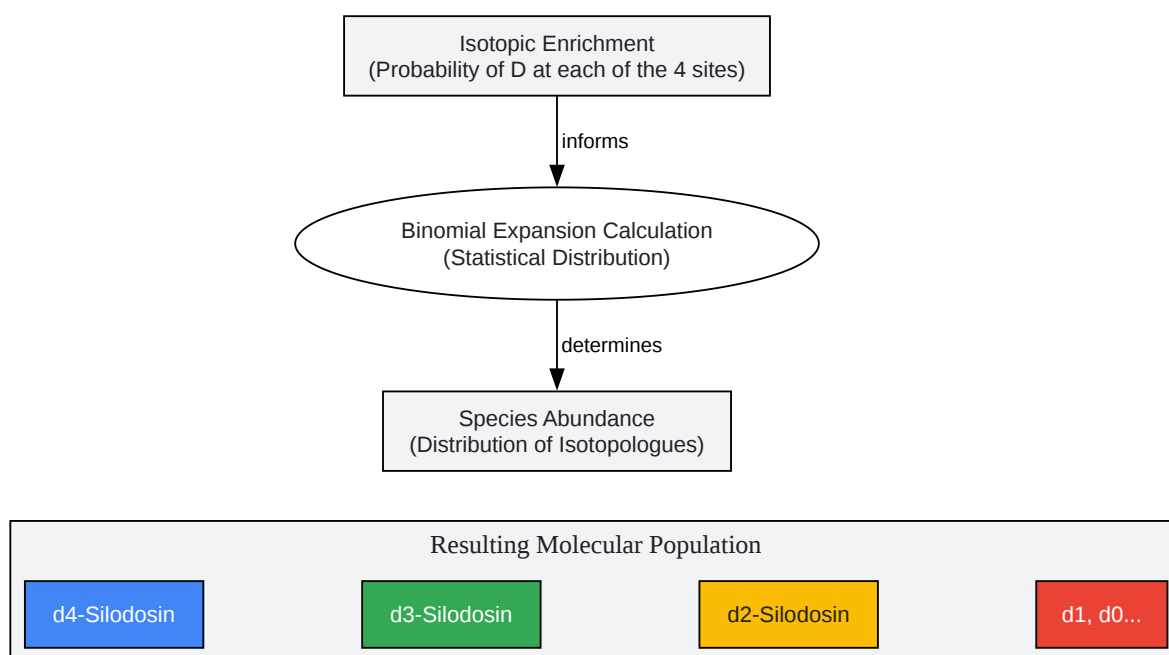 Isotopic Enrichment
(Probability of D at each of the 4 sites)
informs
Binomial Expansion Calculation
(Statistical Distribution)
determines
Species Abundance
(Distribution of Isotopologues)
Resulting Molecular Population
d4-Silodosin
d3-Silodosin
d2-Silodosin
d1, d0...